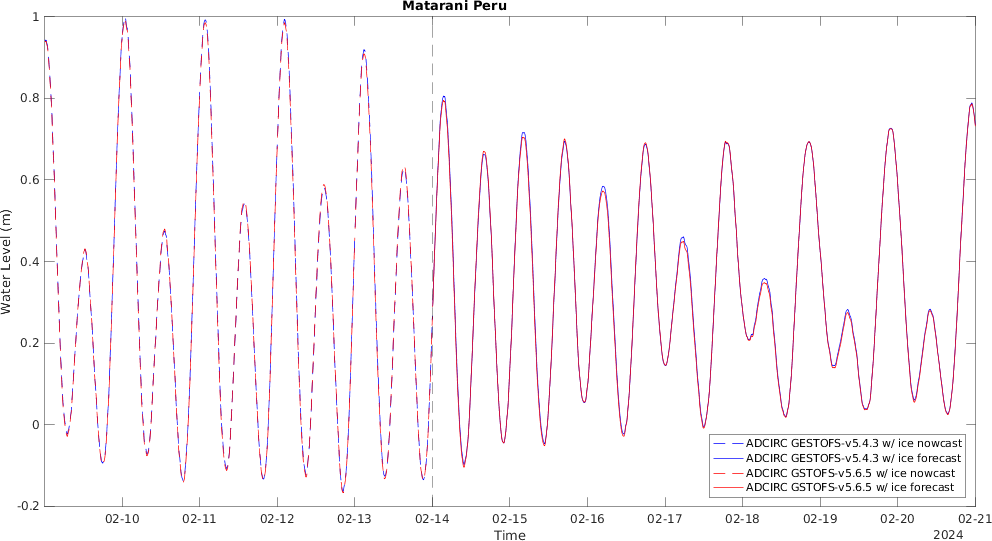 Matarani Peru
1
0.8
0.6
0.4
0.2
0
-0.2
Water Level (m)
ADCIRC GESTOFS-v5.4.3 w/ ice nowcast
ADCIRC GESTOFS-v5.4.3 w/ ice forecast
ADCIRC GSTOFS-v5.6.5 w/ ice nowcast
ADCIRC GSTOFS-v5.6.5 w/ ice forecast
02-10 02-11 02-12 02-13 02-14 02-15 02-16 02-17 02-18 02-19 02-20 02-21
Time
2024